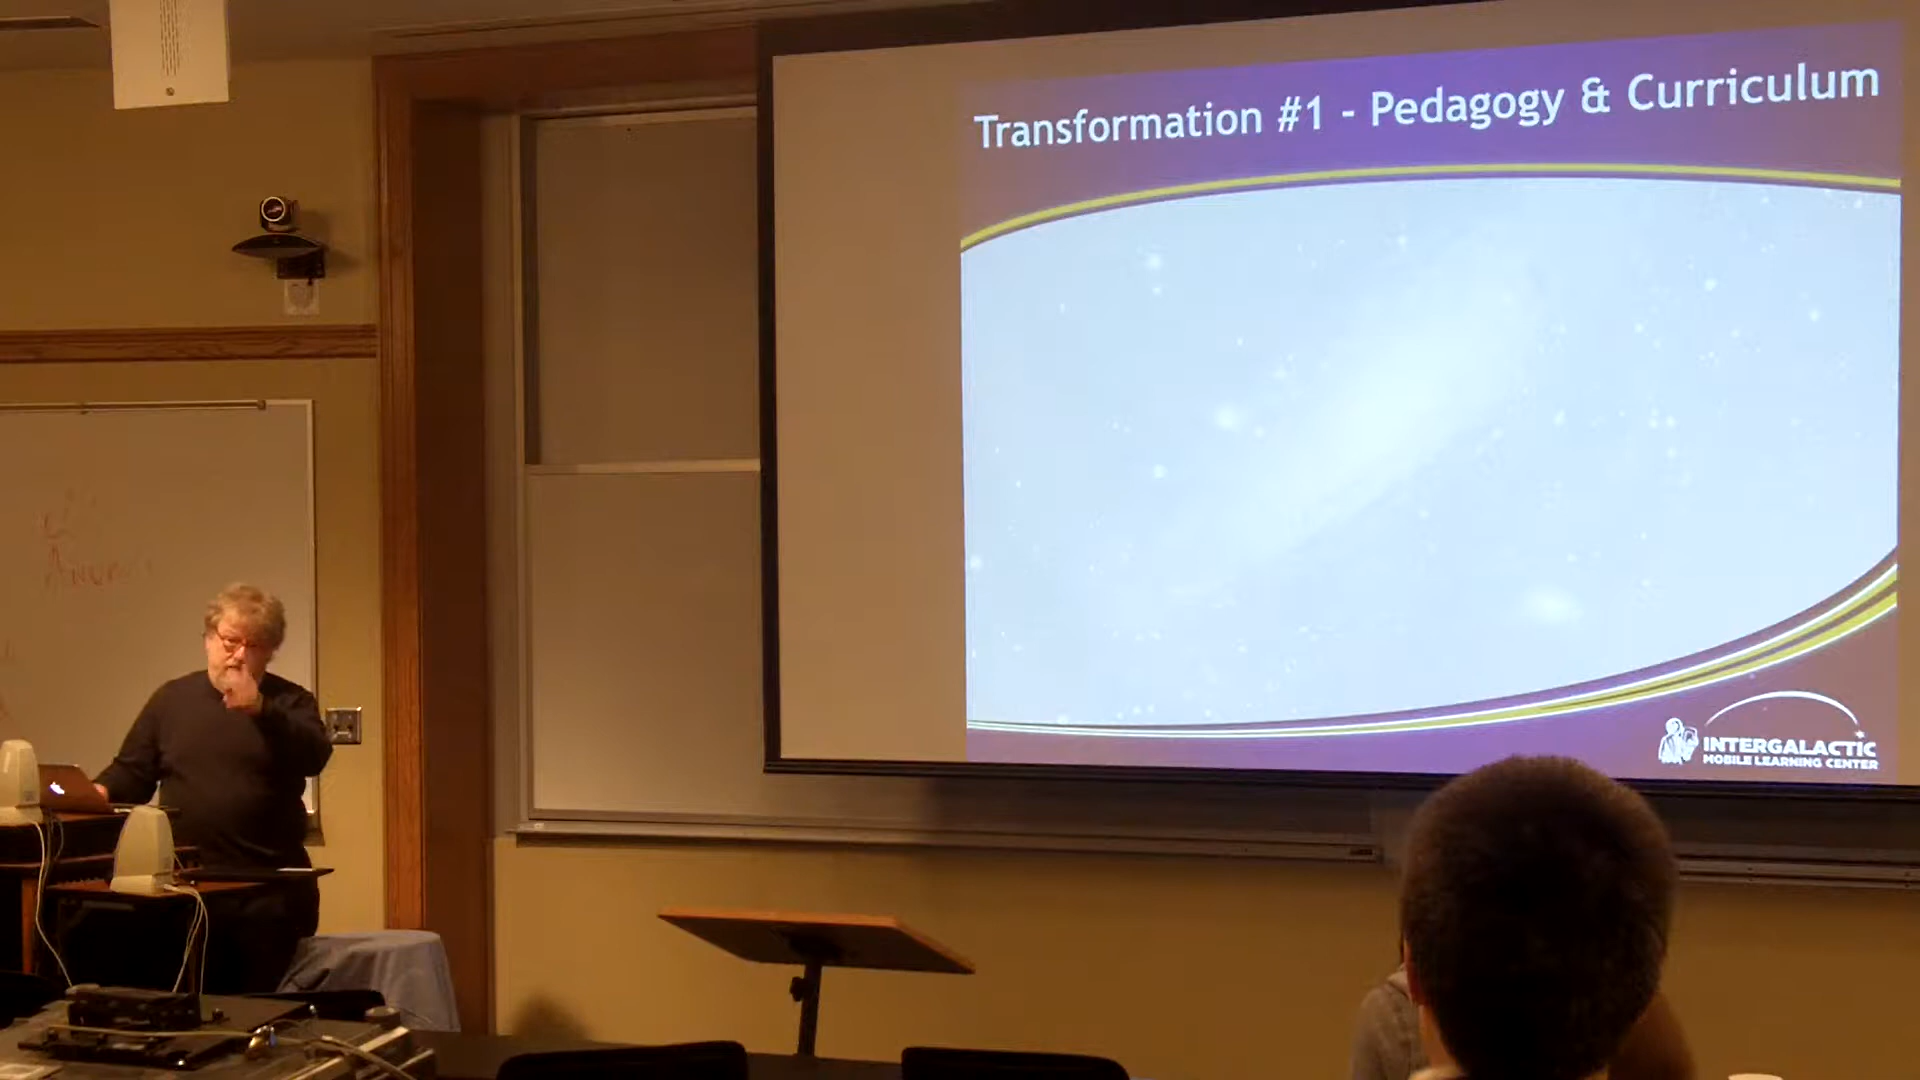 Transformation #1 - Pedagogy & Curriculum
INTERGALACTIC
MOBILE LEARNING CENTER